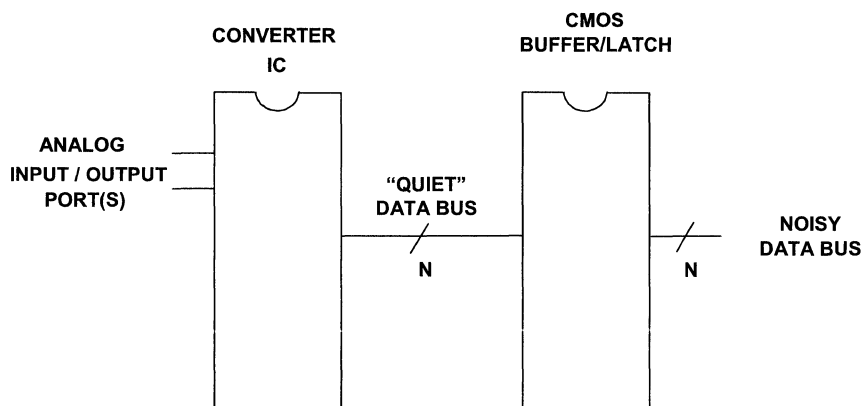 CONVERTER
IC
CMOS
BUFFER/LATCH
ANALOG
INPUT / OUTPUT
PORT(S)
“QUIET”
DATA BUS
N
N
NOISY
DATA BUS